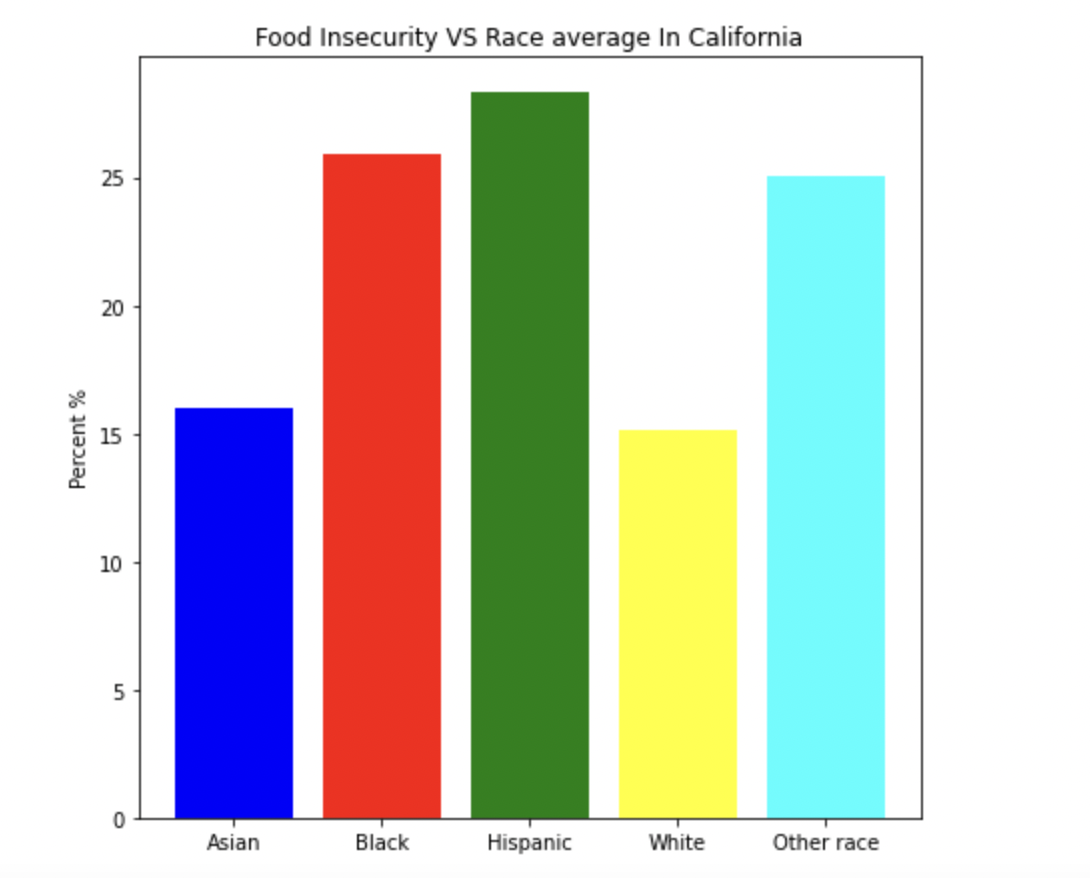 Food Insecurity VS Race average In California
Percent %
25
20
15
10
5
0
Asian Black Hispanic White Other race